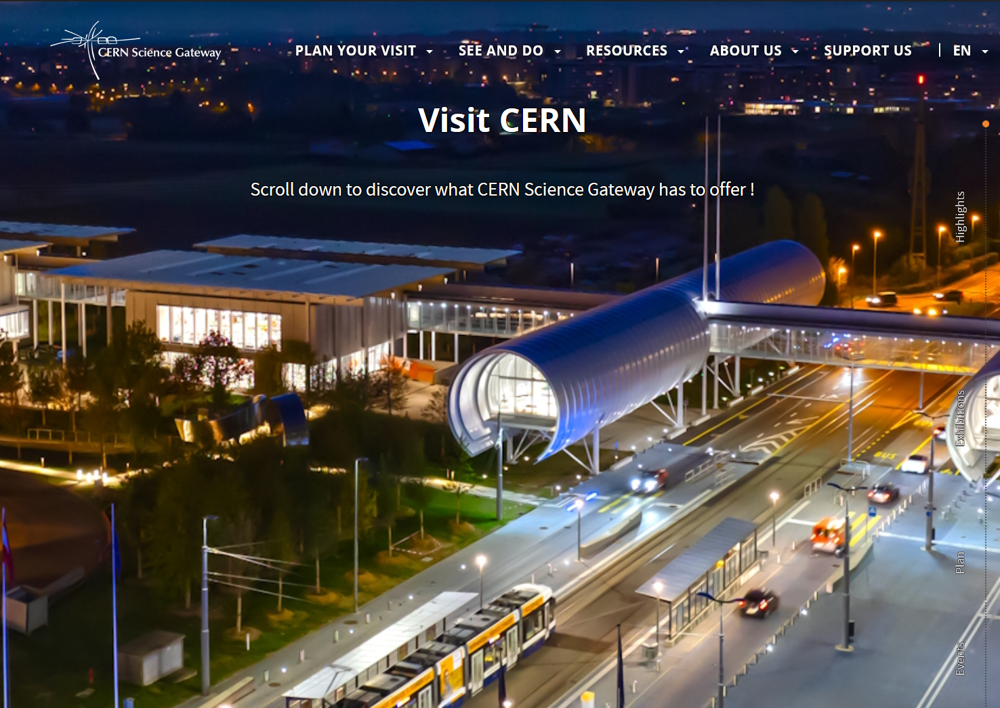 CERN Science Gateway
PLAN YOUR VISIT
SEE AND DO
RESOURCES
ABOUT US
SUPPORT US
EN
Visit CERN
Scroll down to discover what CERN Science Gateway has to offer !
Highlights
Exhibitions
BUS
Plan
Events